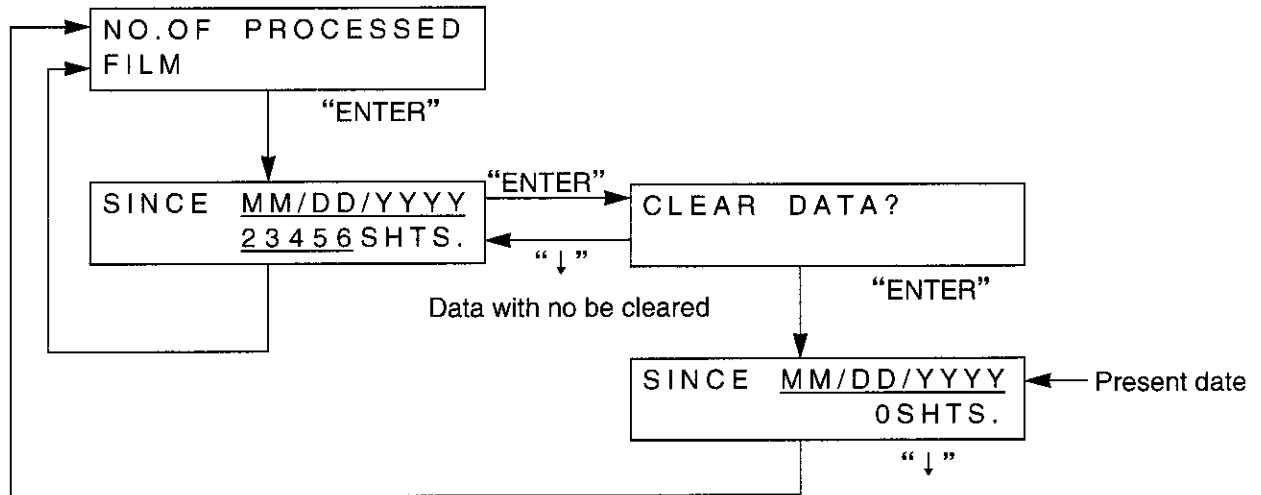 NO.OF PROCESSED
FILM
“ENTER”
SINCE MM/DD/YYYY
23456SHTS.
“ENTER”
“↓”
Data with no be cleared
CLEAR DATA?
“ENTER”
SINCE MM/DD/YYYY
0SHTS.
Present date
“↓”